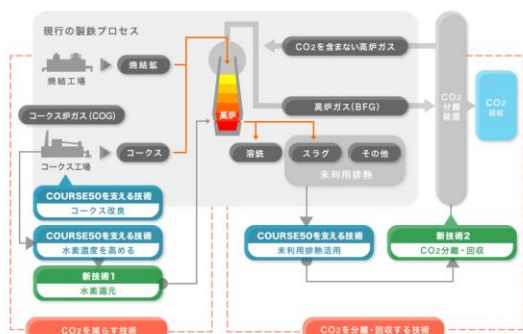 現行の製鉄プロセス
焼結工場
焼結鉱
CO2を含まない高炉ガス
コークス炉ガス(COG)
高炉
高炉ガス(BFG)
CO2
分離
装置
CO2
回収
コークス工場
コークス
溶銑
スラグ
その他
未利用排熱
COURSE50を支える技術
コークス改良
COURSE50を支える技術
水素濃度を高める
COURSE50を支える技術
未利用排熱活用
新技術2
CO2分離・回収
新技術1
水素還元
CO2を減らす技術
CO2を分離・回収する技術